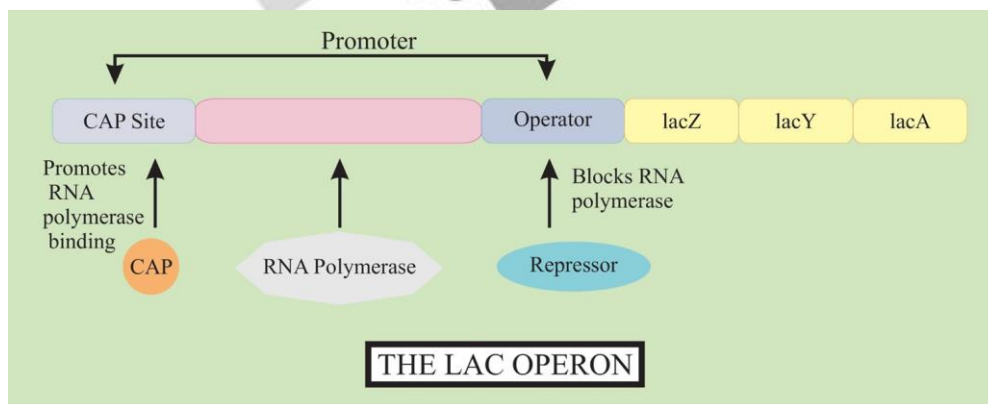 Promoter
CAP Site
Operator
lacZ
lacY
lacA
Promotes
RNA
polymerase
binding
Blocks RNA
polymerase
CAP
RNA Polymerase
Repressor
THE LAC OPERON